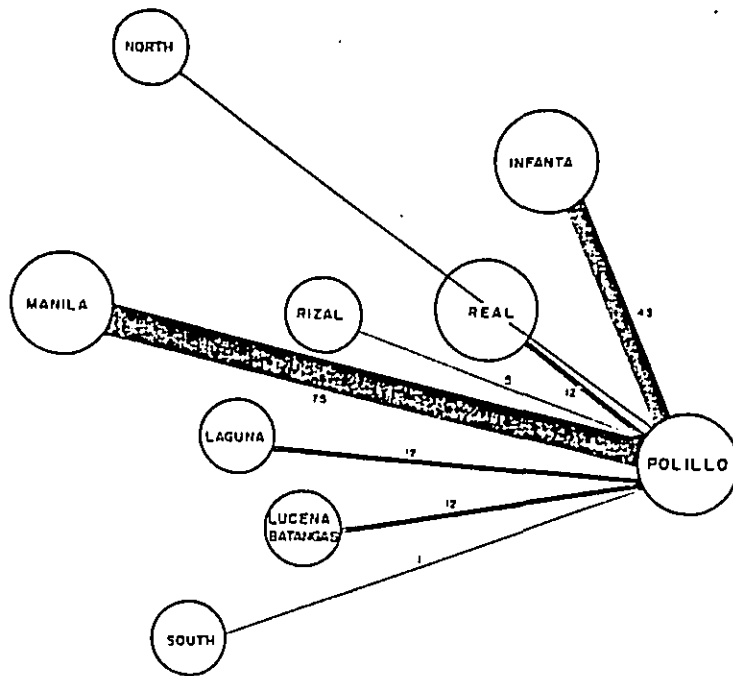 NORTH
INFANTA
MANILA
RIZAL
REAL
43
5
12
75
LAGUNA
POLILLO
17
LUCENA
BATANGAS
12
1
SOUTH